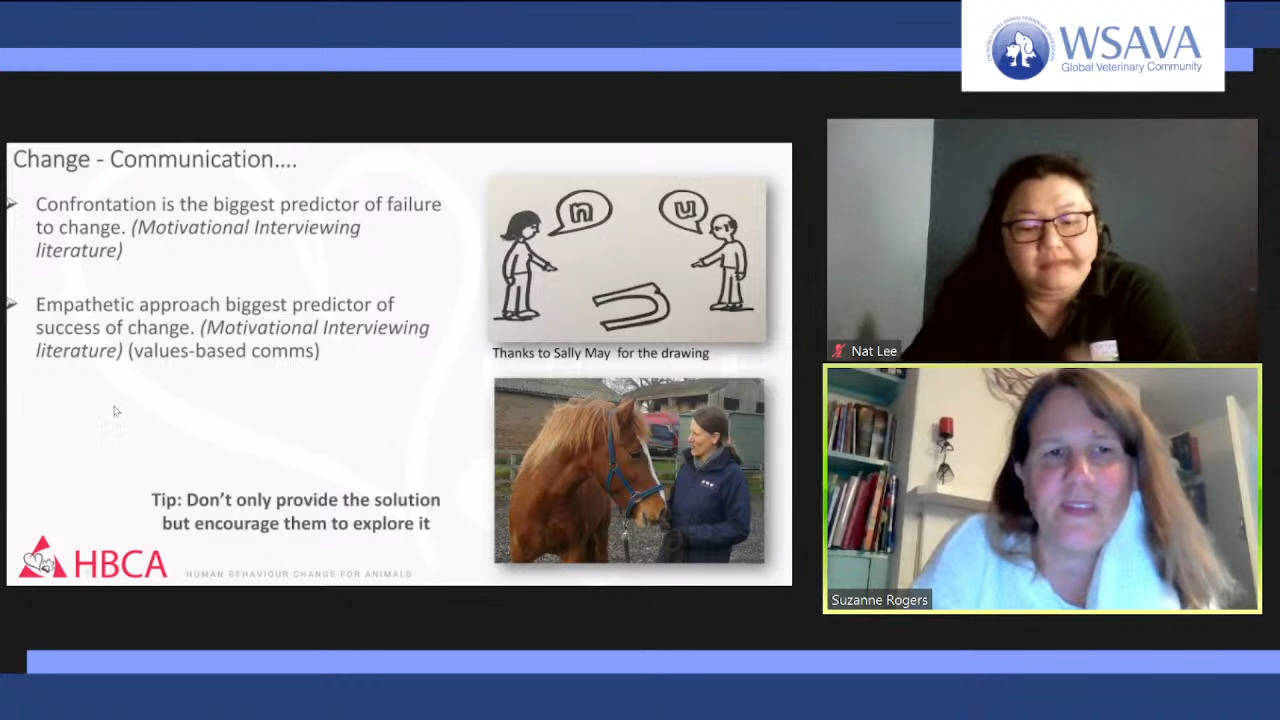 WSAVA
Global Veterinary Community
Change - Communication....
Confrontation is the biggest predictor of failure
to change. (Motivational Interviewing
literature)
Empathetic approach biggest predictor of
success of change. (Motivational Interviewing
literature) (values-based comms)
Tip: Don't only provide the solution
but encourage them to explore it
n
u
Thanks to Sally May for the drawing
HBCA
HUMAN BEHAVIOUR CHANGE FOR ANIMALS
Nat Lee
Suzanne Rogers